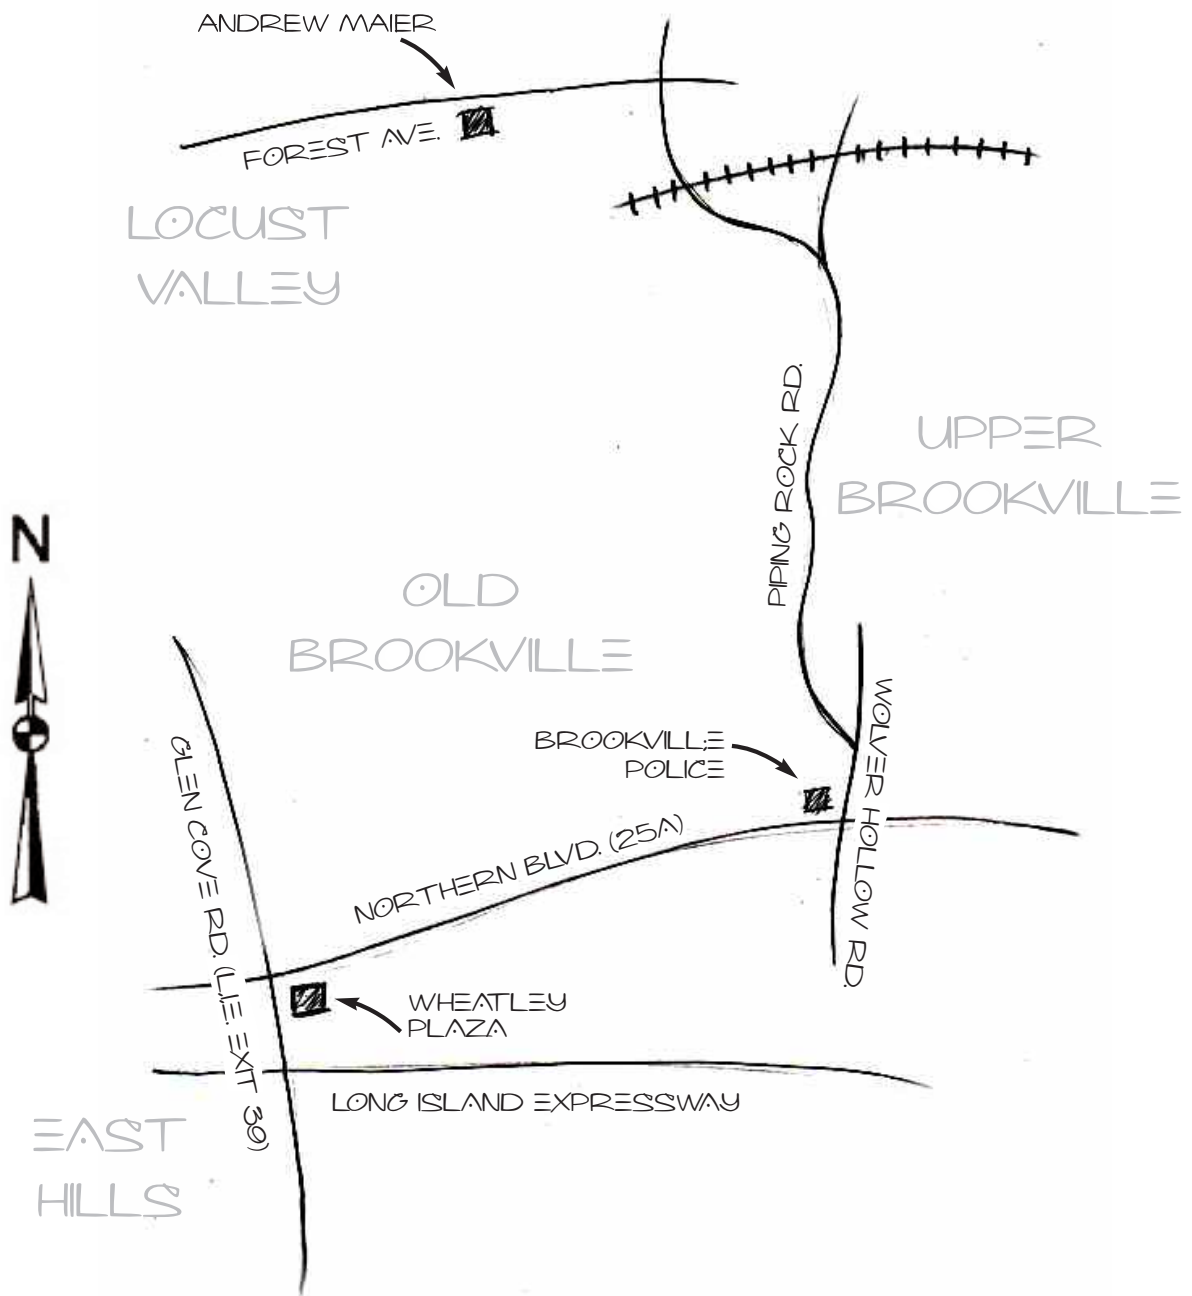 ANDREW MAIER
FOREST AVE.
LOCUST
VALLEY
PIPING ROCK RD.
UPPER
BROOKVILLE
N
OLD
BROOKVILLE
WOLVER HOLLOW RD.
BROOKVILL;E
POLICE
GLEN COVE RD. (L.I.E. EXIT 39)
NORTHERN BLVD. (25A)
WHEATLEY
PLAZA
LONG ISLAND EXPRESSWAY
EAST
HILLS